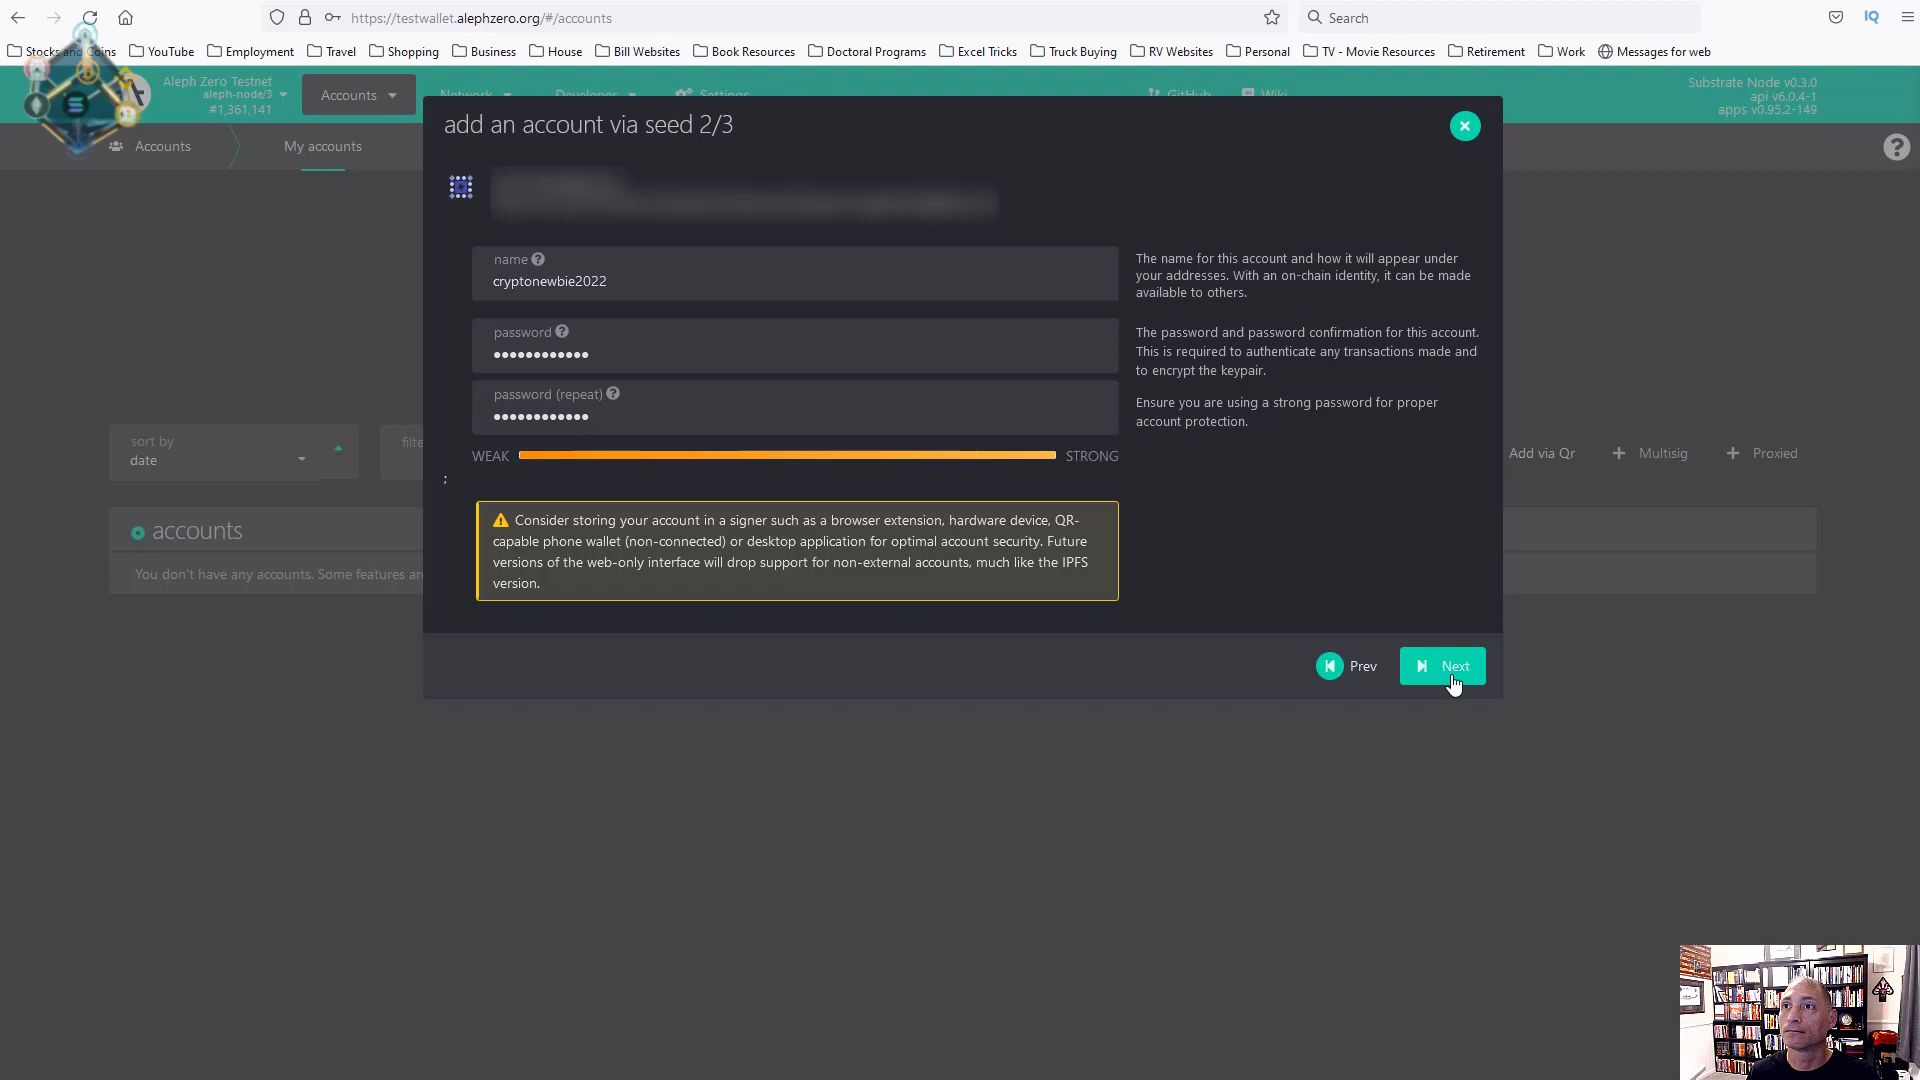 https://testwallet.alephzero.org/#/accounts
Search
Stocks and Coins YouTube Employment Travel Shopping Business House Bill Websites Book Resources Doctoral Programs Excel Tricks Truck Buying RV Websites Personal TV - Movie Resources Retirement Work Messages for web
Aleph Zero Testnet
aleph-node/3
#1,361,141
Accounts
Network
Developer
Settings
GitHub
Wiki
Substrate Node v0.3.0
api v6.0.4-1
apps v0.95.2-149
Accounts
My accounts
add an account via seed 2/3
name
cryptonewbie2022
The name for this account and how it will appear under
your addresses. With an on-chain identity, it can be made
available to others.
password
The password and password confirmation for this account.
This is required to authenticate any transactions made and
to encrypt the keypair.
password (repeat)
Ensure you are using a strong password for proper
account protection.
WEAK
STRONG
;
Consider storing your account in a signer such as a browser extension, hardware device, QR-
capable phone wallet (non-connected) or desktop application for optimal account security. Future
versions of the web-only interface will drop support for non-external accounts, much like the IPFS
version.
Prev
Next
sort by
date
filte
Add via Qr
Multisig
Proxied
accounts
You don't have any accounts. Some features are